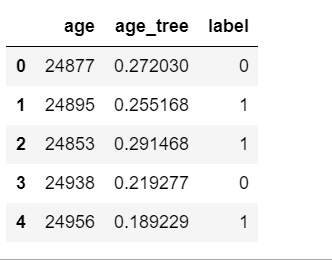 age age_tree label
0 24877 0.272030 0
1 24895 0.255168 1
2 24853 0.291468 1
3 24938 0.219277 0
4 24956 0.189229 1